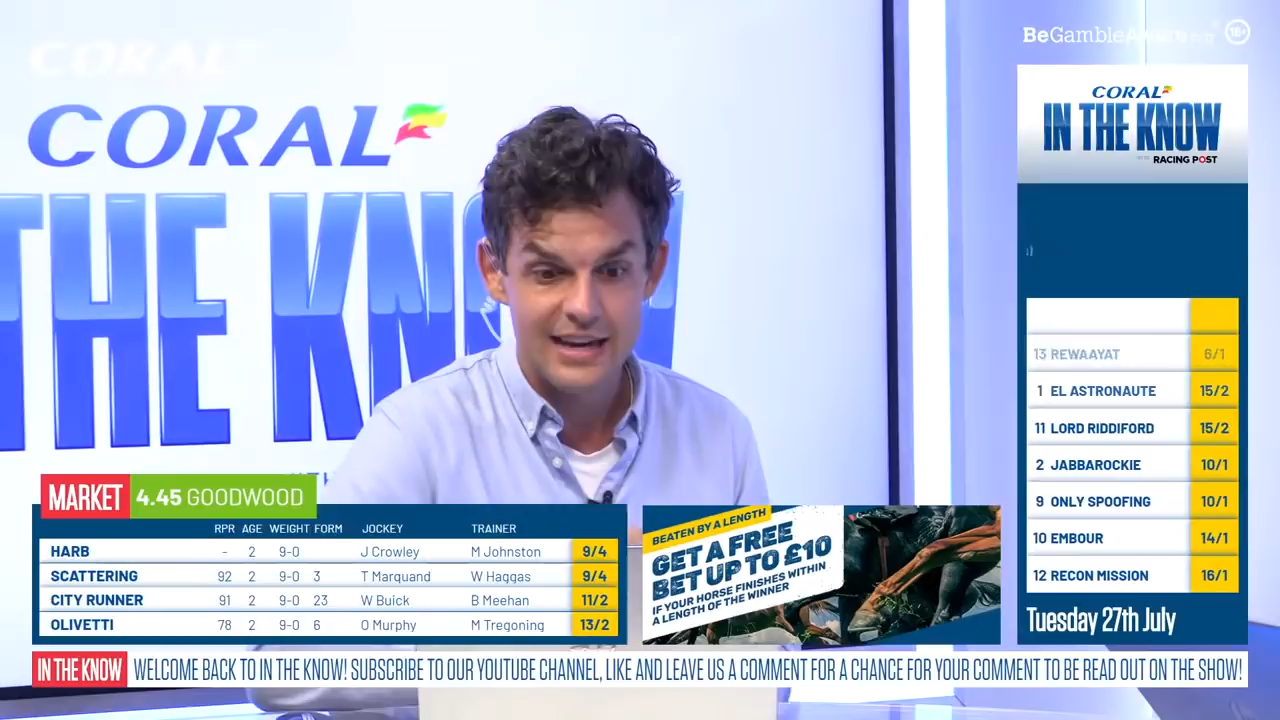 CORAL
BeGambleAware
18+
CORAL
THE KNOW
CORAL
IN THE KNOW
WITH RACING POST
13 REWAAYAT 6/1
1 EL ASTRONAUTE 15/2
11 LORD RIDDIFORD 15/2
2 JABBAROCKIE 10/1
9 ONLY SPOOFING 10/1
10 EMBOUR 14/1
12 RECON MISSION 16/1
Tuesday 27th July
MARKET 4.45 GOODWOOD
RPR AGE WEIGHT FORM JOCKEY TRAINER
HARB - 2 9-0 J Crowley M Johnston 9/4
SCATTERING 92 2 9-0 3 T Marquand W Haggas 9/4
CITY RUNNER 91 2 9-0 23 W Buick B Meehan 11/2
OLIVETTI 78 2 9-0 6 O Murphy M Tregoning 13/2
BEATEN BY A LENGTH
GET A FREE
BET UP TO £10
IF YOUR HORSE FINISHES WITHIN
A LENGTH OF THE WINNER
IN THE KNOW WELCOME BACK TO IN THE KNOW! SUBSCRIBE TO OUR YOUTUBE CHANNEL, LIKE AND LEAVE US A COMMENT FOR A CHANCE FOR YOUR COMMENT TO BE READ OUT ON THE SHOW!